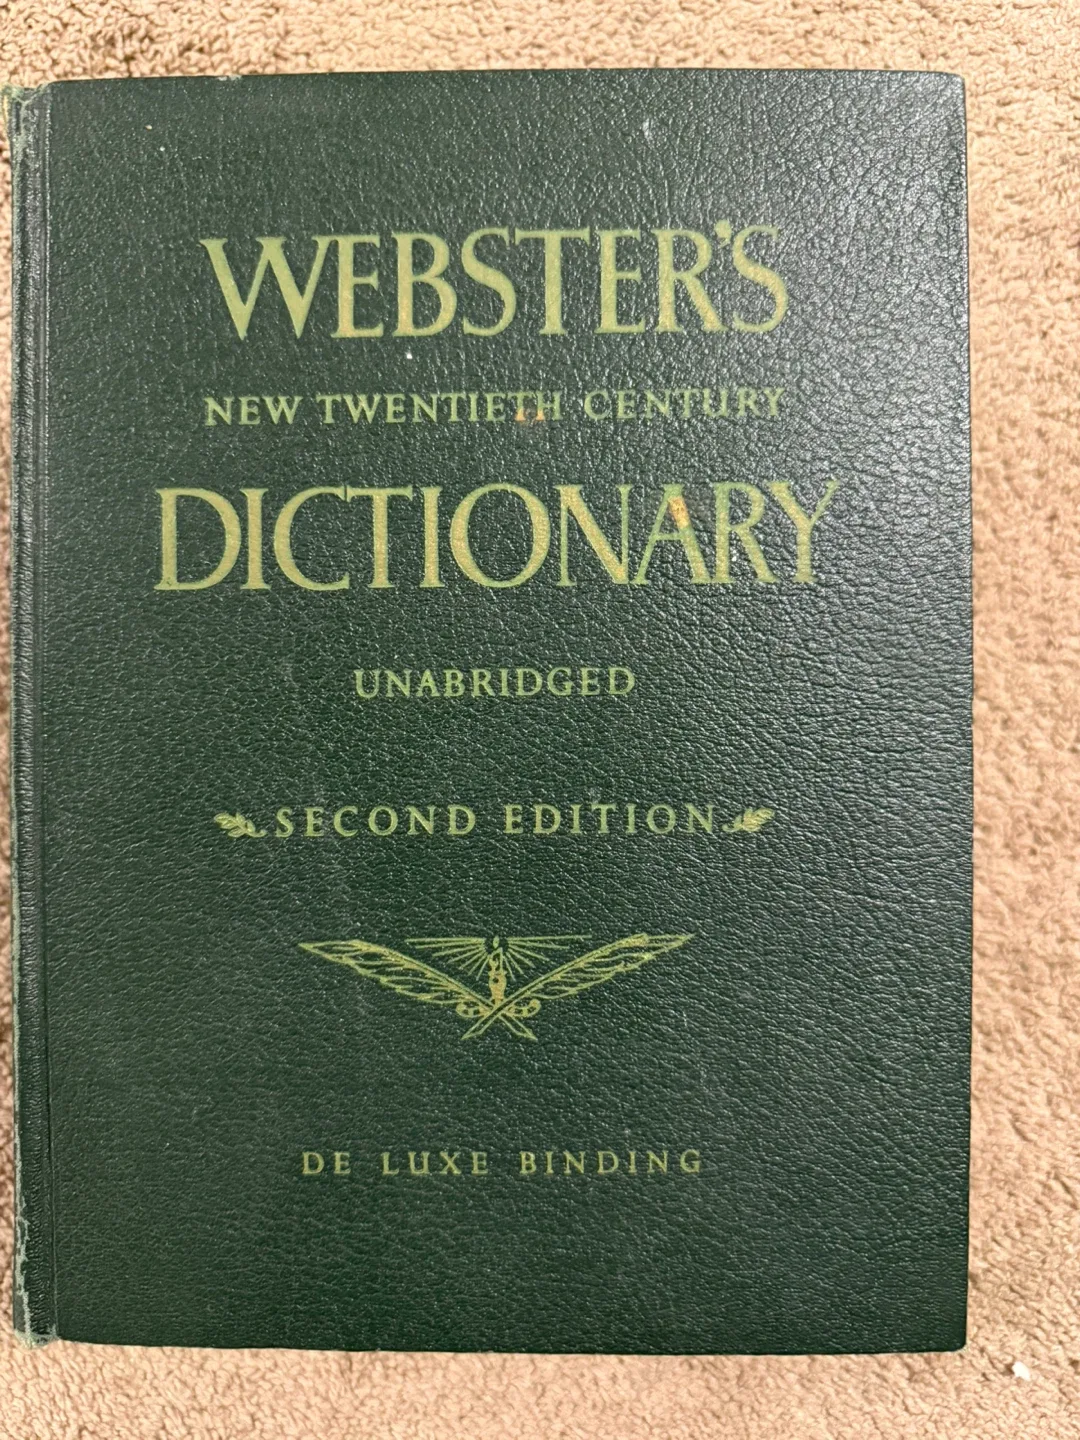 WEBSTER'S
NEW TWENTIETH CENTURY
DICTIONARY
UNABRIDGED
SECOND EDITION
DE LUXE BINDING